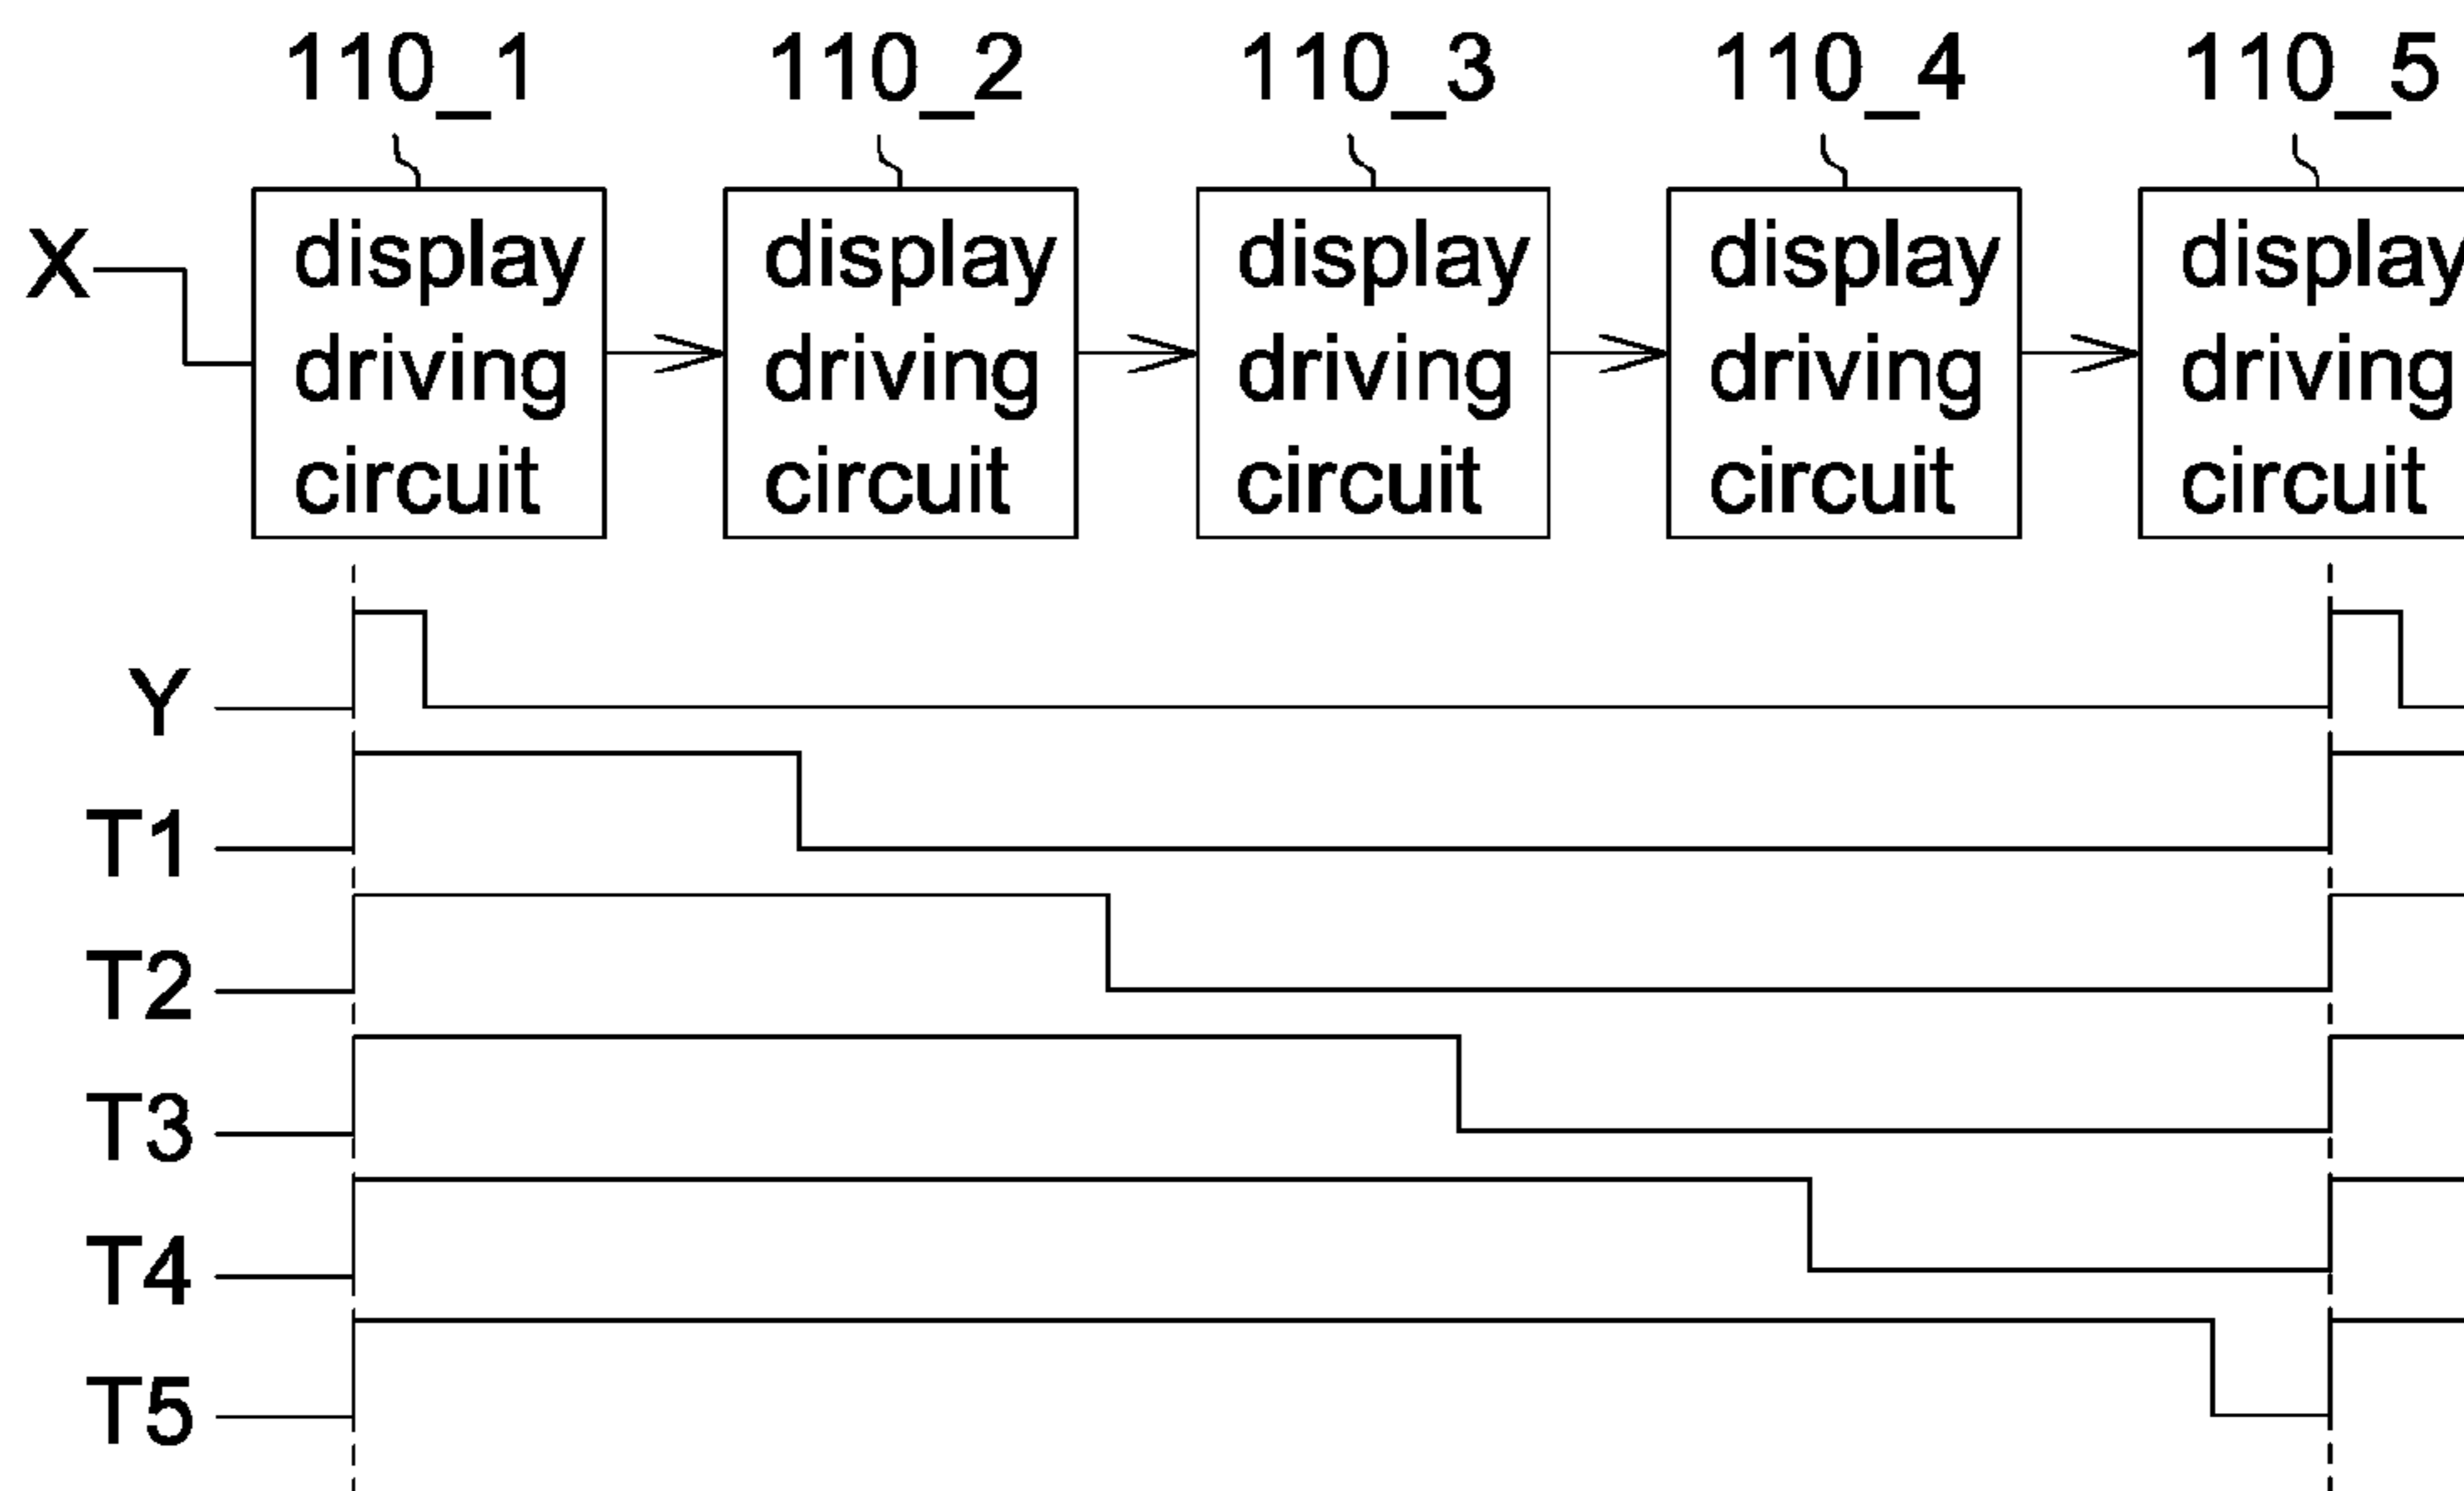 110_1 110_2 110_3 110_4 110_5
X
display display display display display
driving driving driving driving driving
circuit circuit circuit circuit circuit
Y
T1
T2
T3
T4
T5